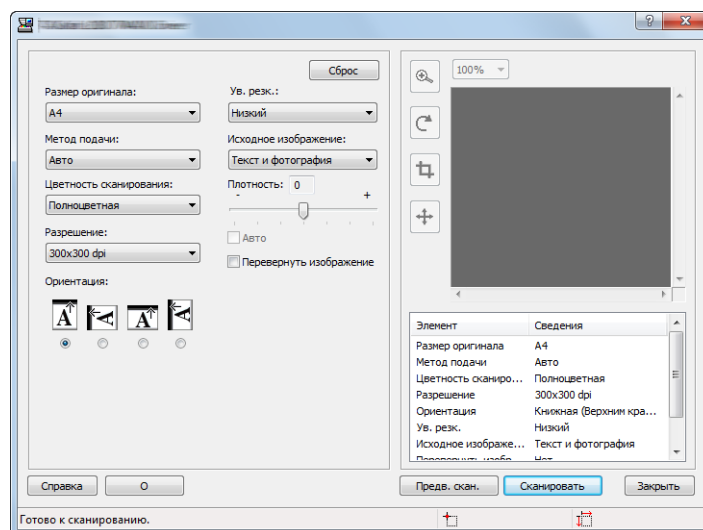 Сброс
Размер оригинала:
A4
Метод подачи:
Авто
Цветность сканирования:
Полноцветная
Разрешение:
300x300 dpi
Ориентация:
A A A A
Ув. резк.:
Низкий
Исходное изображение:
Текст и фотография
Плотность: 0
- +
Авто
Перевернуть изображение
100%
Элемент Сведения
Размер оригинала A4
Метод подачи Авто
Цветность сканиро... Полноцветная
Разрешение 300x300 dpi
Ориентация Книжная (Верхним кра...
Ув. резк. Низкий
Исходное изображе... Текст и фотография
Перевернуть изобр... Нет
Справка
О
Предв. скан.
Сканировать
Закрыть
Готово к сканированию.